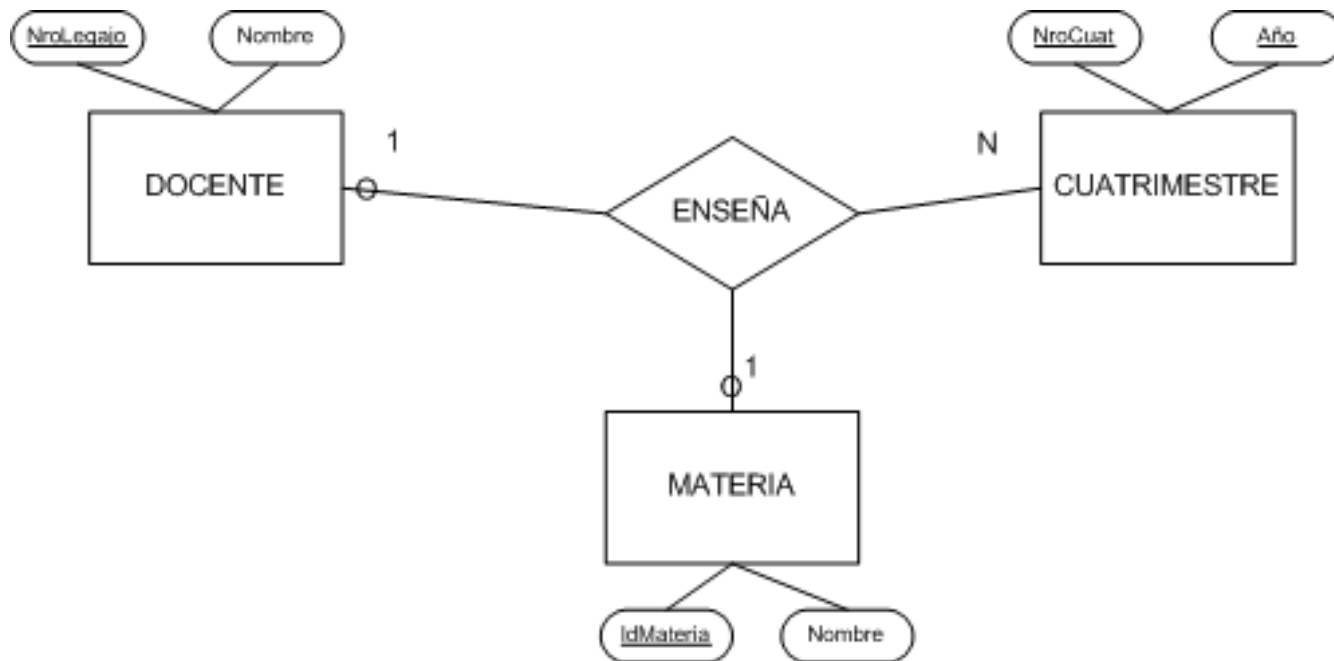 NroLegajo
Nombre
NroCuat
Año
1
N
DOCENTE
ENSEÑA
CUATRIMESTRE
1
MATERIA
IdMateria
Nombre